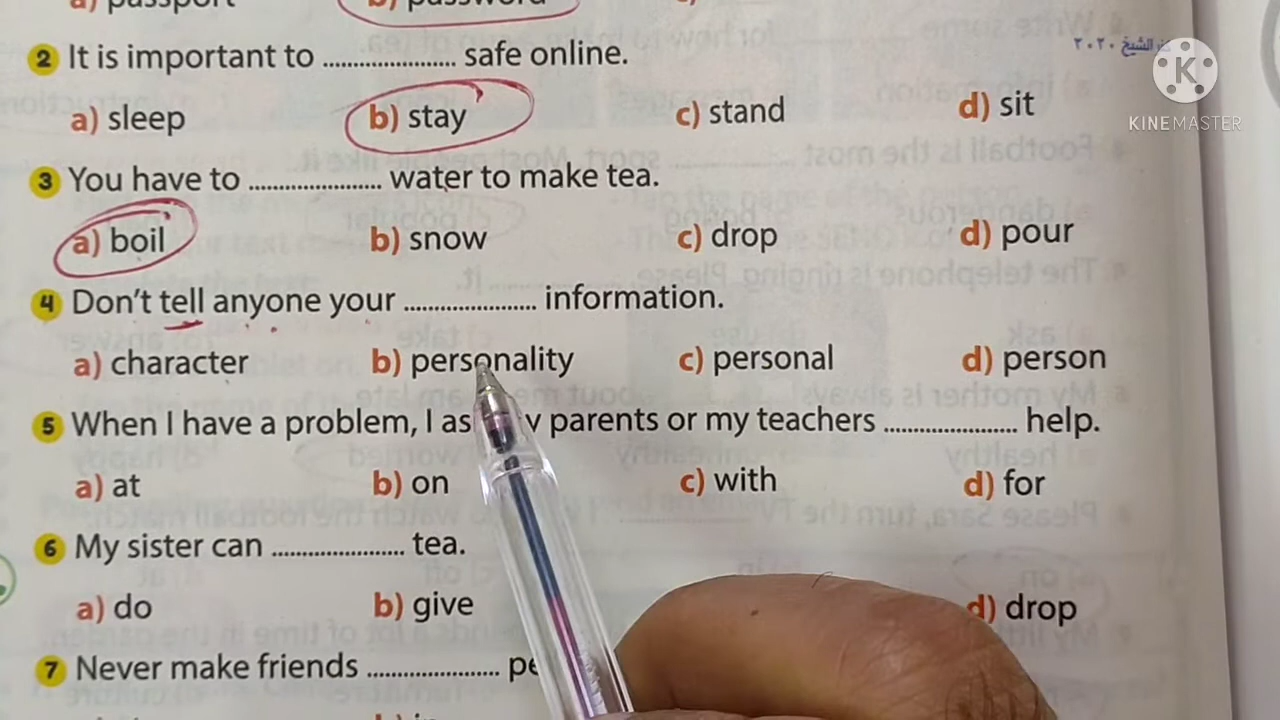 a) passport b) password
2 It is important to ..................... safe online.
a) sleep b) stay c) stand d) sit
3 You have to ..................... water to make tea.
a) boil b) snow c) drop d) pour
4 Don't tell anyone your ..................... information.
a) character b) personality c) personal d) person
5 When I have a problem, I parents or my teachers ..................... help.
a) at b) on c) with d) for
6 My sister can ..................... tea.
a) do b) give d) drop
7 Never make friends .....................
الشيخ ٢٠٢٠
K
KINEMASTER